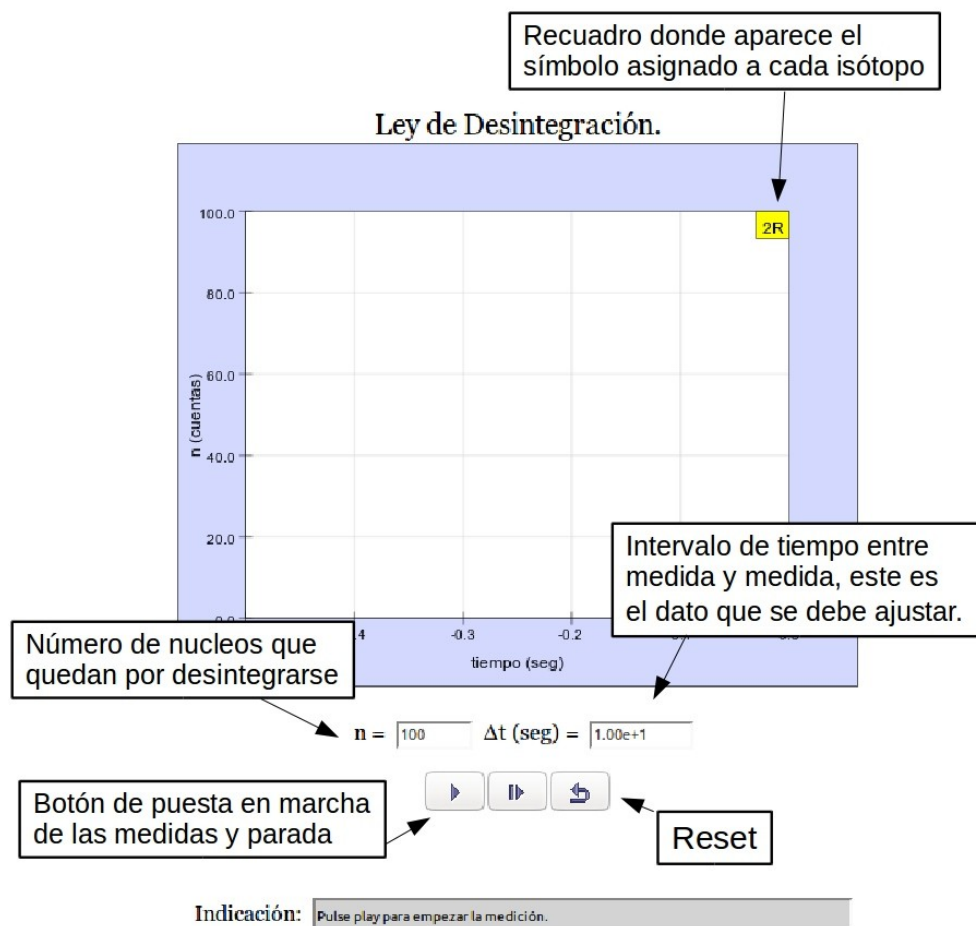 Recuadro donde aparece el
símbolo asignado a cada isótopo
Ley de Desintegración.
100.0
2R
80.0
60.0
n (cuentas)
40.0
20.0
Intervalo de tiempo entre
medida y medida, este es
el dato que se debe ajustar.
-0.3
-0.2
tiempo (seg)
Número de nucleos que
quedan por desintegrarse
n = 100 Δt (seg) = 1.00e+1
Botón de puesta en marcha
de las medidas y parada
Reset
Indicación: Pulse play para empezar la medición.